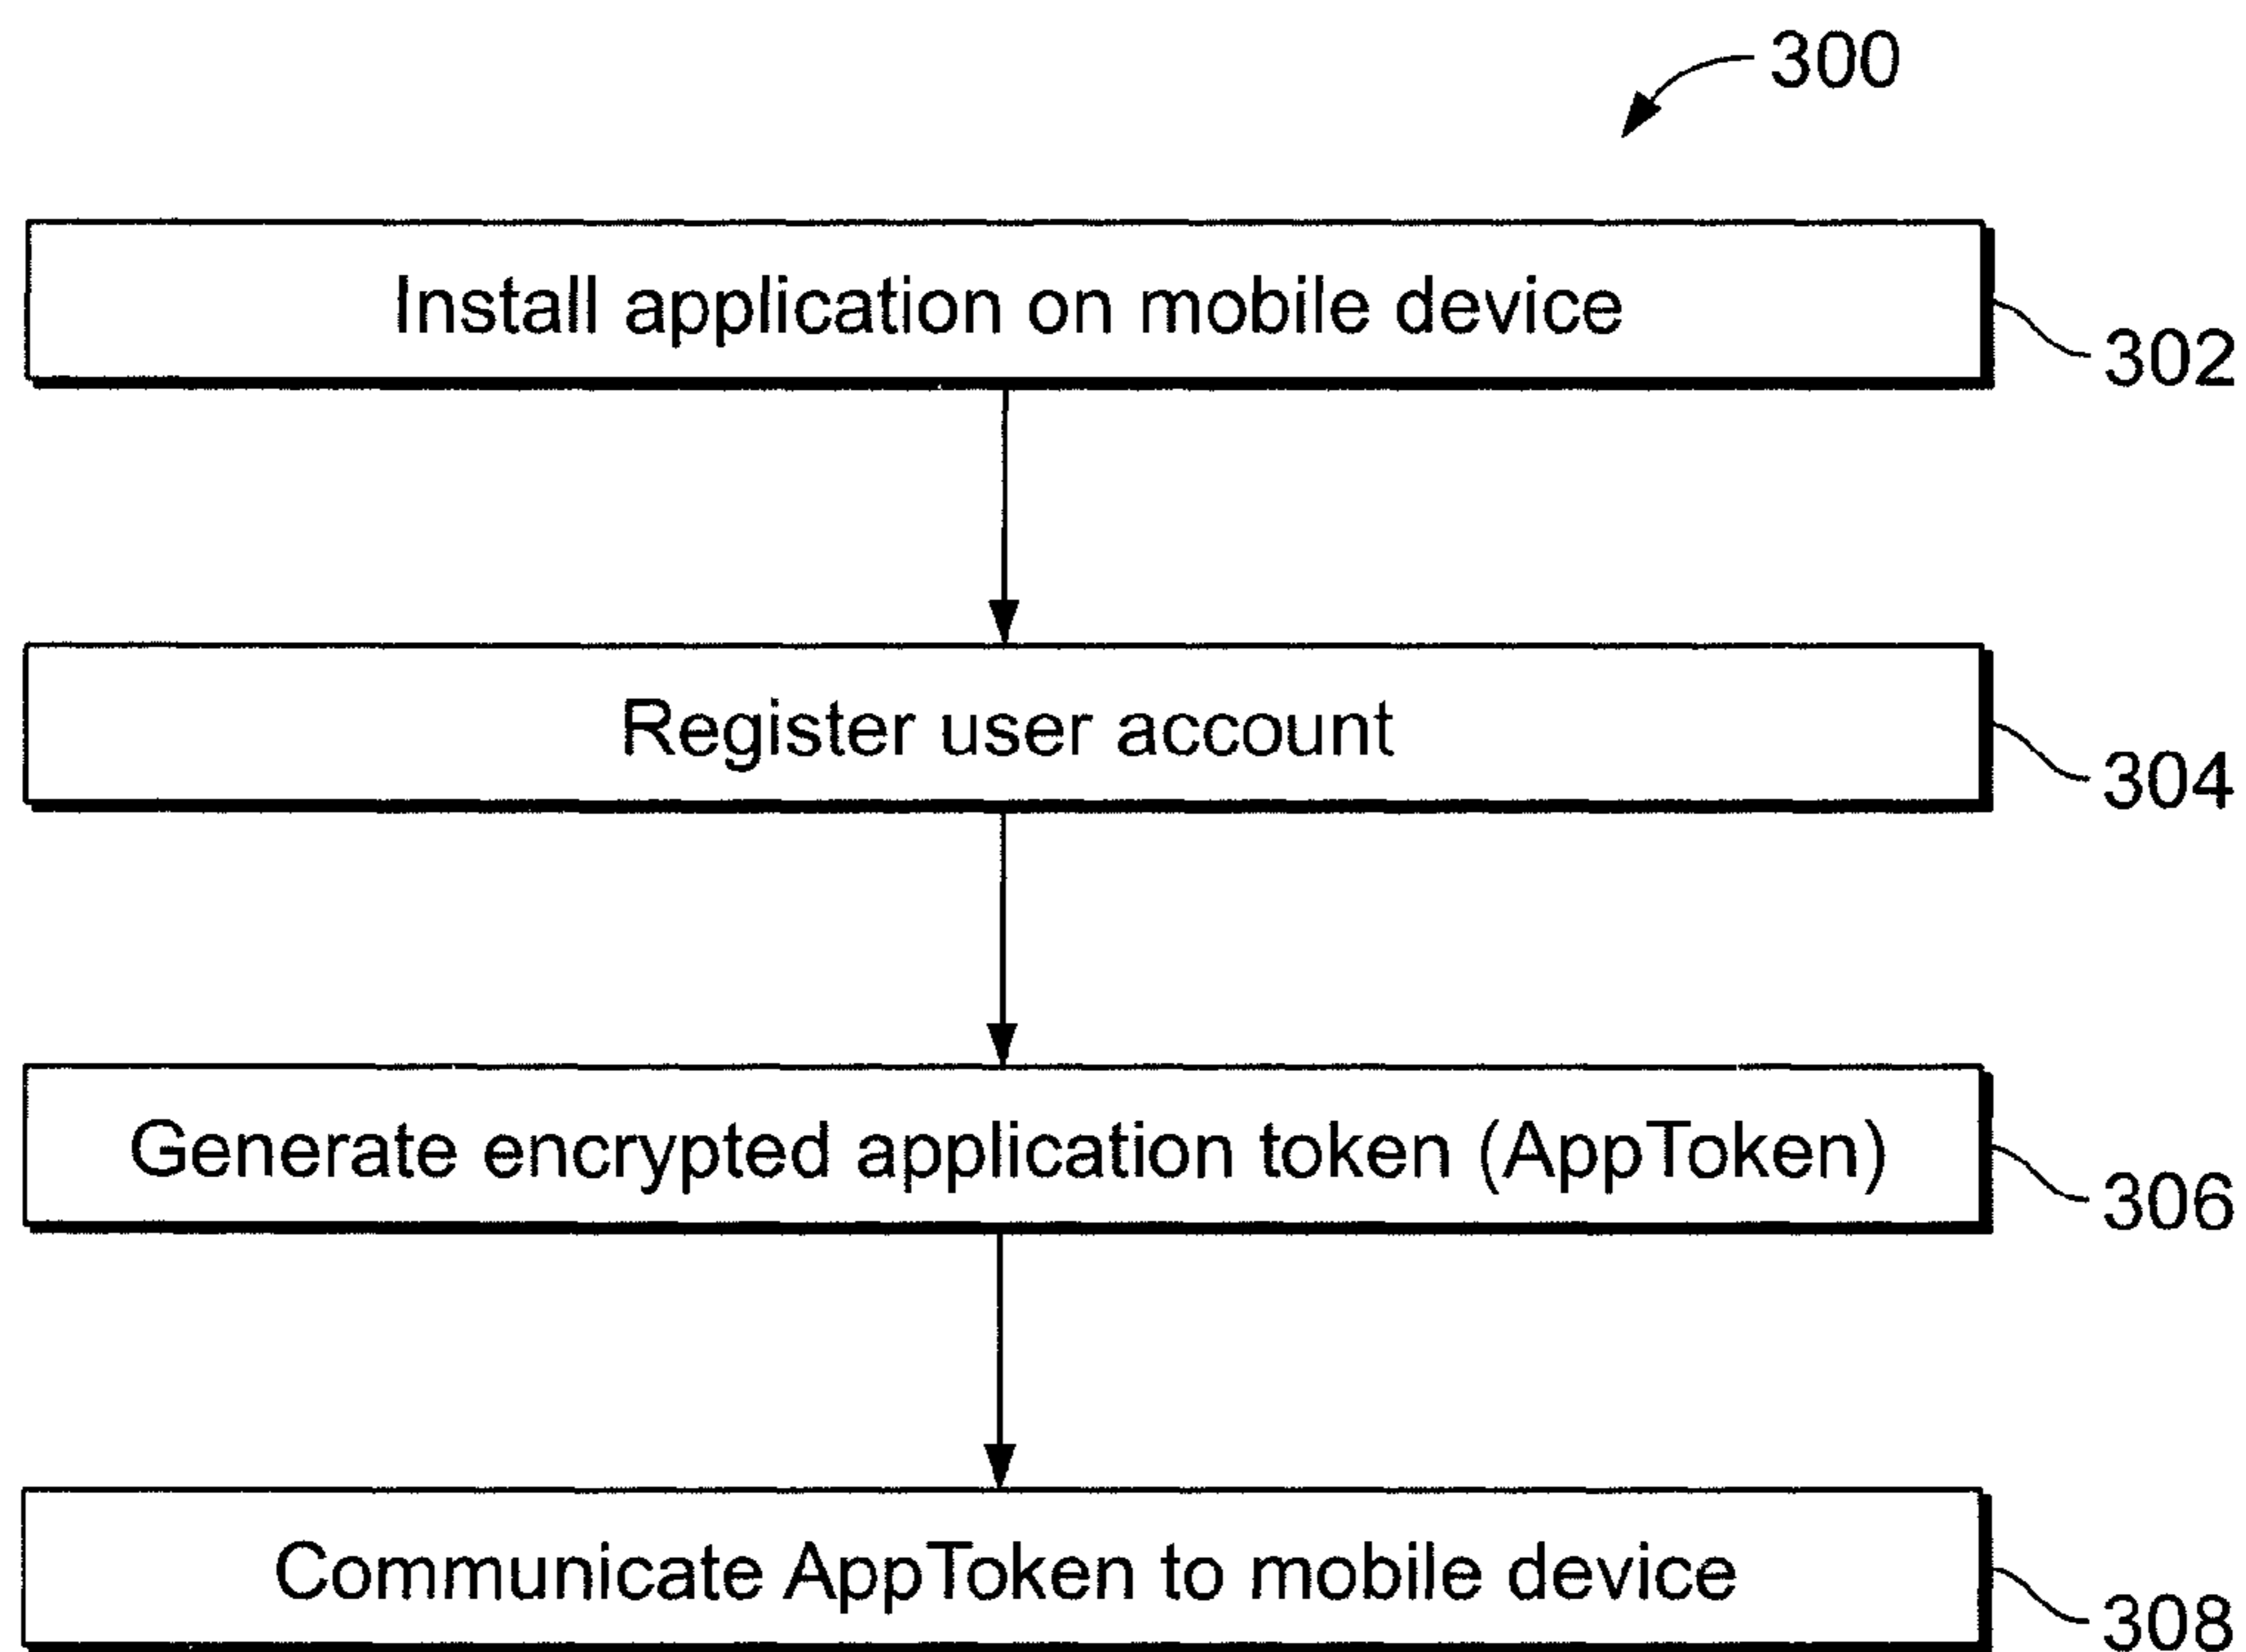 300
Install application on mobile device
302
Register user account
304
Generate encrypted application token (AppToken)
306
Communicate AppToken to mobile device
308